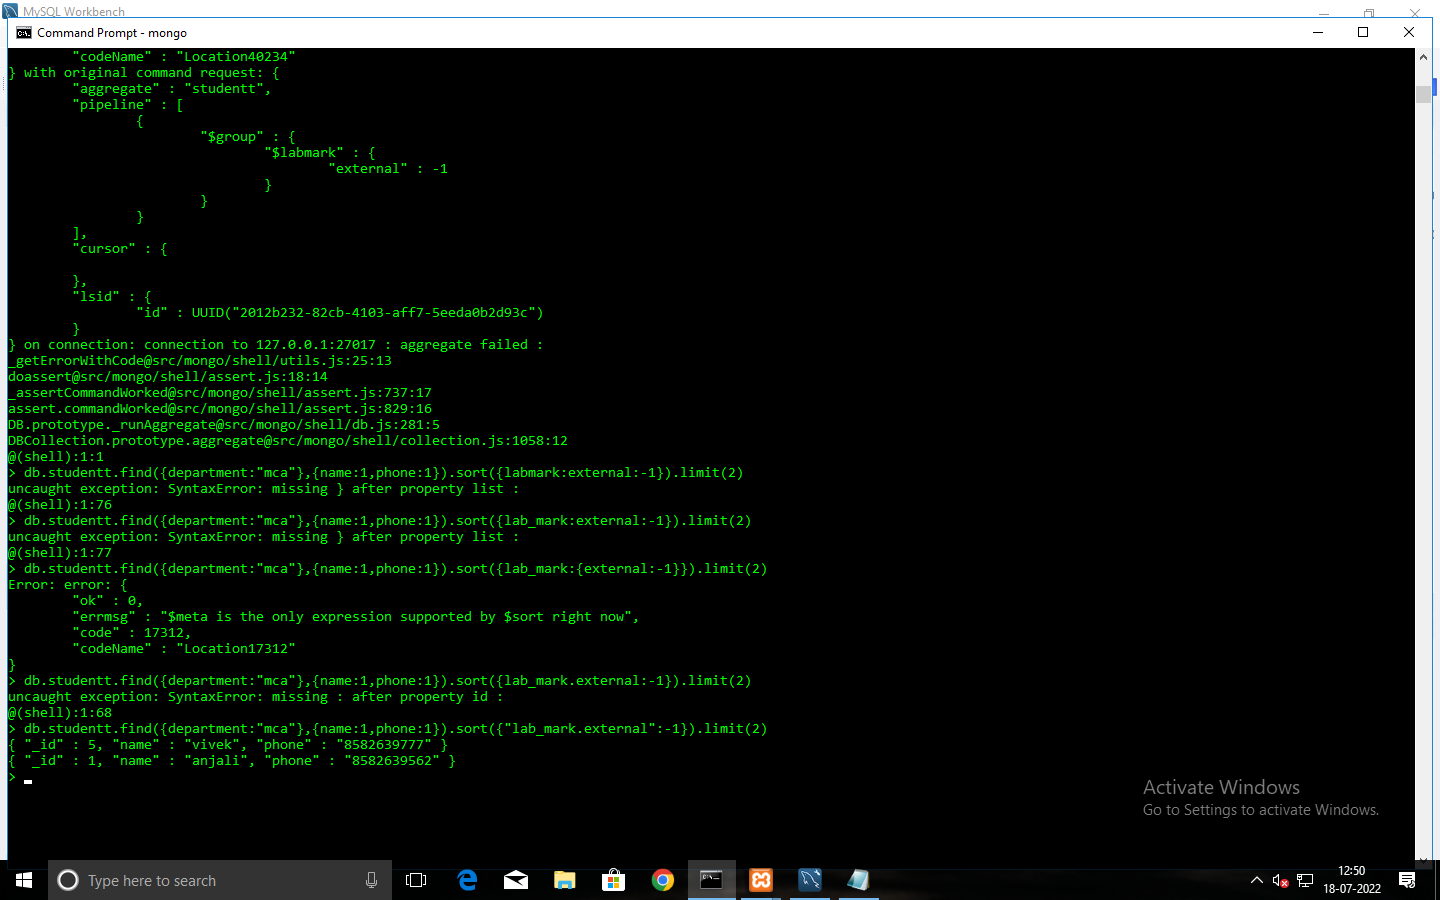 MySQL Workbench
Command Prompt - mongo
"codeName" : "Location40234"
} with original command request: {
"aggregate" : "studentt",
"pipeline" : [
{
"$group" : {
"$labmark" : {
"external" : -1
}
}
}
],
"cursor" : {
},
"lsid" : {
"id" : UUID("2012b232-82cb-4103-aff7-5eeda0b2d93c")
}
} on connection: connection to 127.0.0.1:27017 : aggregate failed :
_getErrorWithCode@src/mongo/shell/utils.js:25:13
doassert@src/mongo/shell/assert.js:18:14
_assertCommandWorked@src/mongo/shell/assert.js:737:17
assert.commandWorked@src/mongo/shell/assert.js:829:16
DB.prototype._runAggregate@src/mongo/shell/db.js:281:5
DBCollection.prototype.aggregate@src/mongo/shell/collection.js:1058:12
@(shell):1:1
> db.studentt.find({department:"mca"},{name:1,phone:1}).sort({labmark:external:-1}).limit(2)
uncaught exception: SyntaxError: missing } after property list :
@(shell):1:76
> db.studentt.find({department:"mca"},{name:1,phone:1}).sort({lab_mark:external:-1}).limit(2)
uncaught exception: SyntaxError: missing } after property list :
@(shell):1:77
> db.studentt.find({department:"mca"},{name:1,phone:1}).sort({lab_mark:{external:-1}}).limit(2)
Error: error: {
"ok" : 0,
"errmsg" : "$meta is the only expression supported by $sort right now",
"code" : 17312,
"codeName" : "Location17312"
}
> db.studentt.find({department:"mca"},{name:1,phone:1}).sort({lab_mark.external:-1}).limit(2)
uncaught exception: SyntaxError: missing : after property id :
@(shell):1:68
> db.studentt.find({department:"mca"},{name:1,phone:1}).sort({"lab_mark.external":-1}).limit(2)
{ "_id" : 5, "name" : "vivek", "phone" : "8582639777" }
{ "_id" : 1, "name" : "anjali", "phone" : "8582639562" }
>
Activate Windows
Go to Settings to activate Windows.
Type here to search
12:50
18-07-2022